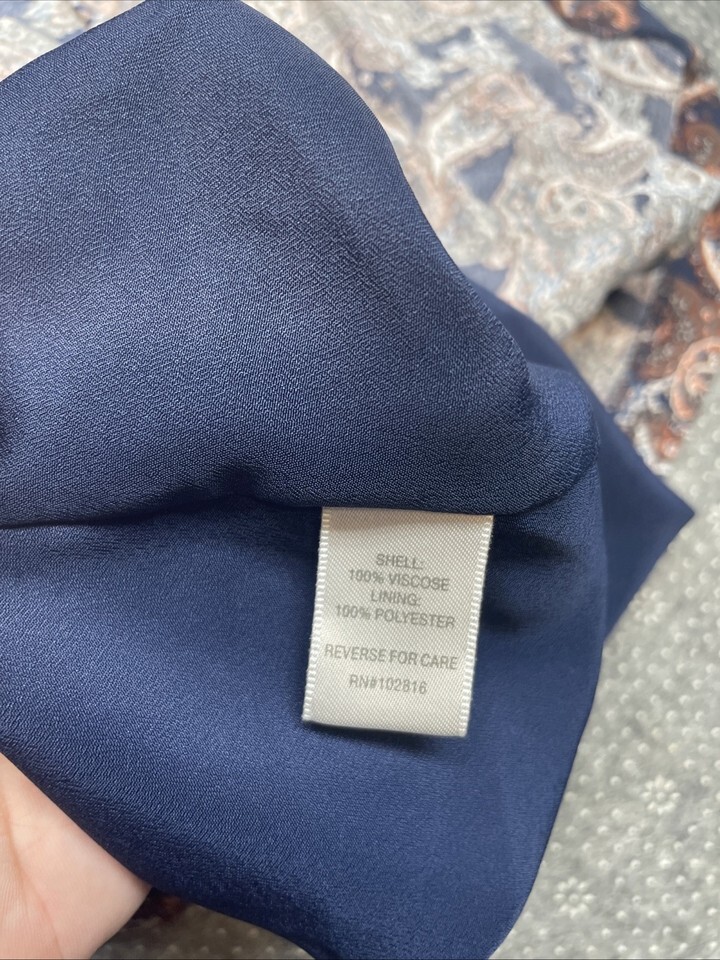 SHELL:
100% VISCOSE
LINING:
100% POLYESTER
REVERSE FOR CARE
RN#102816